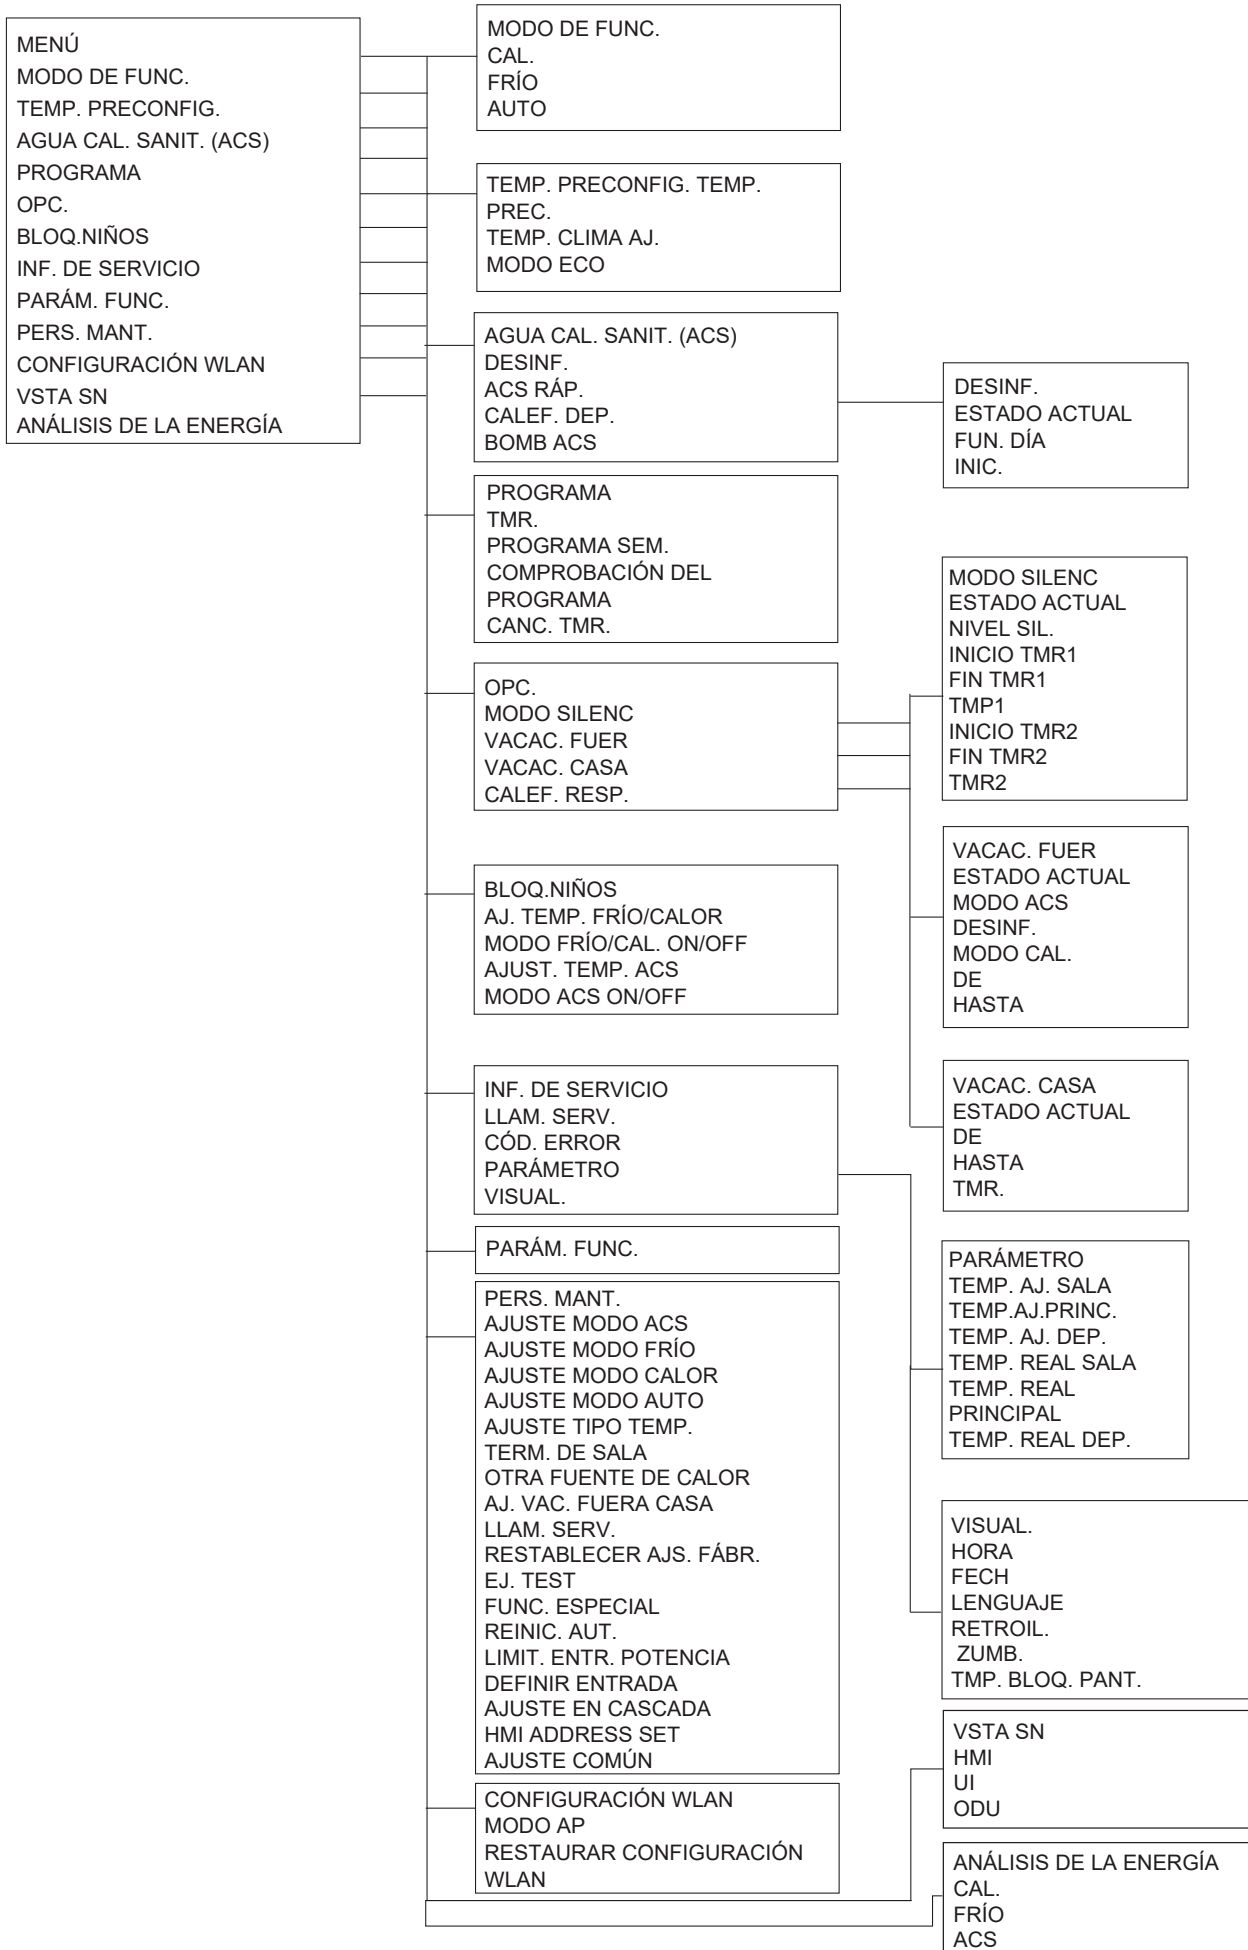 MENÚ
MODO DE FUNC.
TEMP. PRECONFIG.
AGUA CAL. SANIT. (ACS)
PROGRAMA
OPC.
BLOQ.NIÑOS
INF. DE SERVICIO
PARÁM. FUNC.
PERS. MANT.
CONFIGURACIÓN WLAN
VSTA SN
ANÁLISIS DE LA ENERGÍA
MODO DE FUNC.
CAL.
FRÍO
AUTO
TEMP. PRECONFIG. TEMP.
PREC.
TEMP. CLIMA AJ.
MODO ECO
AGUA CAL. SANIT. (ACS)
DESINF.
ACS RÁP.
CALEF. DEP.
BOMB ACS
PROGRAMA
TMR.
PROGRAMA SEM.
COMPROBACIÓN DEL
PROGRAMA
CANC. TMR.
OPC.
MODO SILENC
VACAC. FUER
VACAC. CASA
CALEF. RESP.
BLOQ.NIÑOS
AJ. TEMP. FRÍO/CALOR
MODO FRÍO/CAL. ON/OFF
AJUST. TEMP. ACS
MODO ACS ON/OFF
INF. DE SERVICIO
LLAM. SERV.
CÓD. ERROR
PARÁMETRO
VISUAL.
PARÁM. FUNC.
PERS. MANT.
AJUSTE MODO ACS
AJUSTE MODO FRÍO
AJUSTE MODO CALOR
AJUSTE MODO AUTO
AJUSTE TIPO TEMP.
TERM. DE SALA
OTRA FUENTE DE CALOR
AJ. VAC. FUERA CASA
LLAM. SERV.
RESTABLECER AJS. FÁBR.
EJ. TEST
FUNC. ESPECIAL
REINIC. AUT.
LIMIT. ENTR. POTENCIA
DEFINIR ENTRADA
AJUSTE EN CASCADA
HMI ADDRESS SET
AJUSTE COMÚN
CONFIGURACIÓN WLAN
MODO AP
RESTAURAR CONFIGURACIÓN
WLAN
DESINF.
ESTADO ACTUAL
FUN. DÍA
INIC.
MODO SILENC
ESTADO ACTUAL
NIVEL SIL.
INICIO TMR1
FIN TMR1
TMP1
INICIO TMR2
FIN TMR2
TMR2
VACAC. FUER
ESTADO ACTUAL
MODO ACS
DESINF.
MODO CAL.
DE
HASTA
VACAC. CASA
ESTADO ACTUAL
DE
HASTA
TMR.
PARÁMETRO
TEMP. AJ. SALA
TEMP.AJ.PRINC.
TEMP. AJ. DEP.
TEMP. REAL SALA
TEMP. REAL
PRINCIPAL
TEMP. REAL DEP.
VISUAL.
HORA
FECH
LENGUAJE
RETROIL.
ZUMB.
TMP. BLOQ. PANT.
VSTA SN
HMI
UI
ODU
ANÁLISIS DE LA ENERGÍA
CAL.
FRÍO
ACS